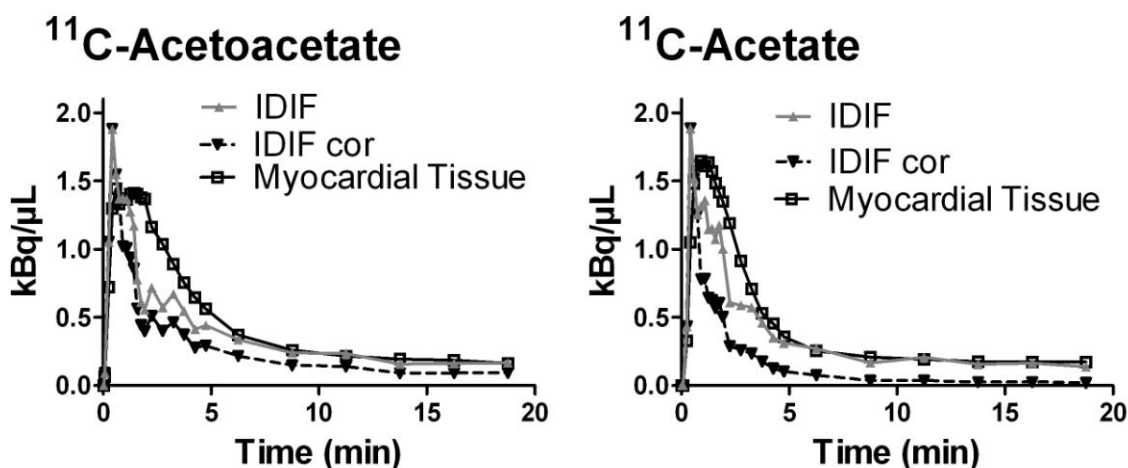 ¹¹C-Acetoacetate
IDIF
IDIF cor
Myocardial Tissue
kBq/µL
2.0
1.5
1.0
0.5
0.0
0
5
10
15
20
Time (min)
¹¹C-Acetate
IDIF
IDIF cor
Myocardial Tissue
kBq/µL
2.0
1.5
1.0
0.5
0.0
0
5
10
15
20
Time (min)